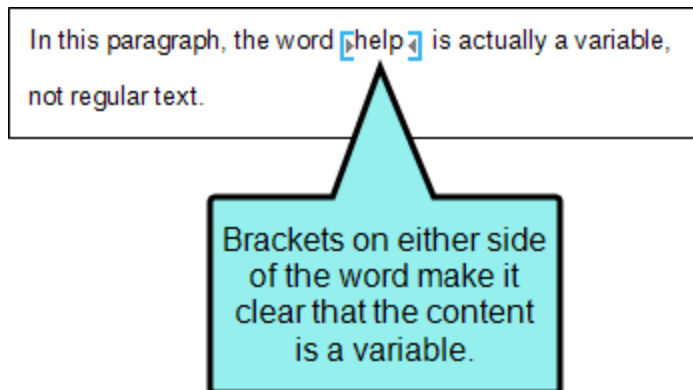 In this paragraph, the word [help] is actually a variable,
not regular text.
Brackets on either side
of the word make it
clear that the content
is a variable.